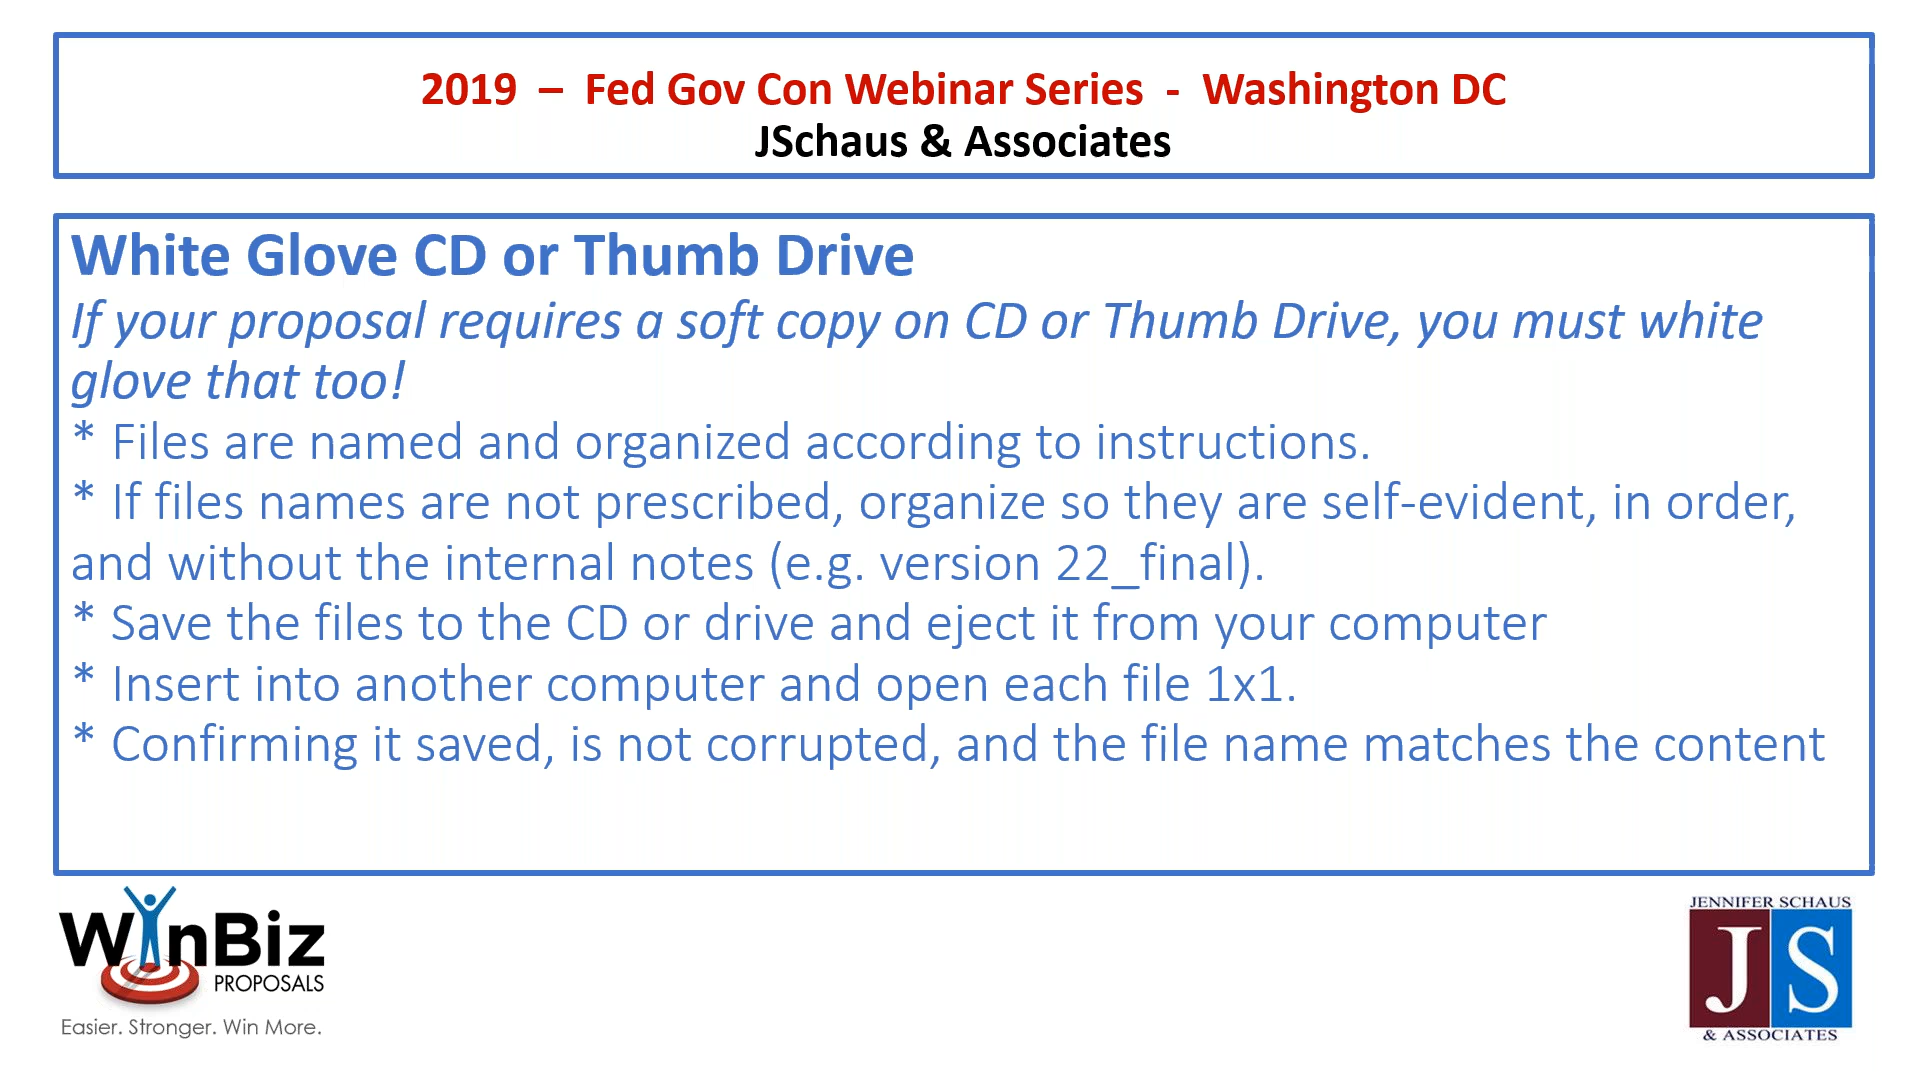 2019 – Fed Gov Con Webinar Series - Washington DC
JSchaus & Associates
White Glove CD or Thumb Drive
If your proposal requires a soft copy on CD or Thumb Drive, you must white
glove that too!
* Files are named and organized according to instructions.
* If files names are not prescribed, organize so they are self-evident, in order,
and without the internal notes (e.g. version 22_final).
* Save the files to the CD or drive and eject it from your computer
* Insert into another computer and open each file 1x1.
* Confirming it saved, is not corrupted, and the file name matches the content
WinBiz
PROPOSALS
Easier. Stronger. Win More.
JENNIFER SCHAUS
JS
& ASSOCIATES